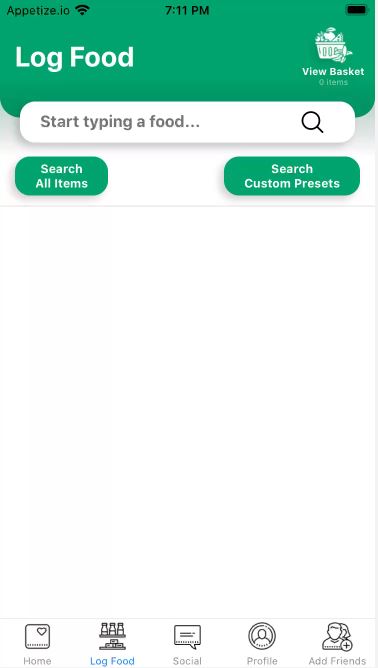 Appetize.io
7:11 PM
Log Food
View Basket
0 items
Start typing a food...
Search
All Items
Search
Custom Presets
Home
Log Food
Social
Profile
Add Friends